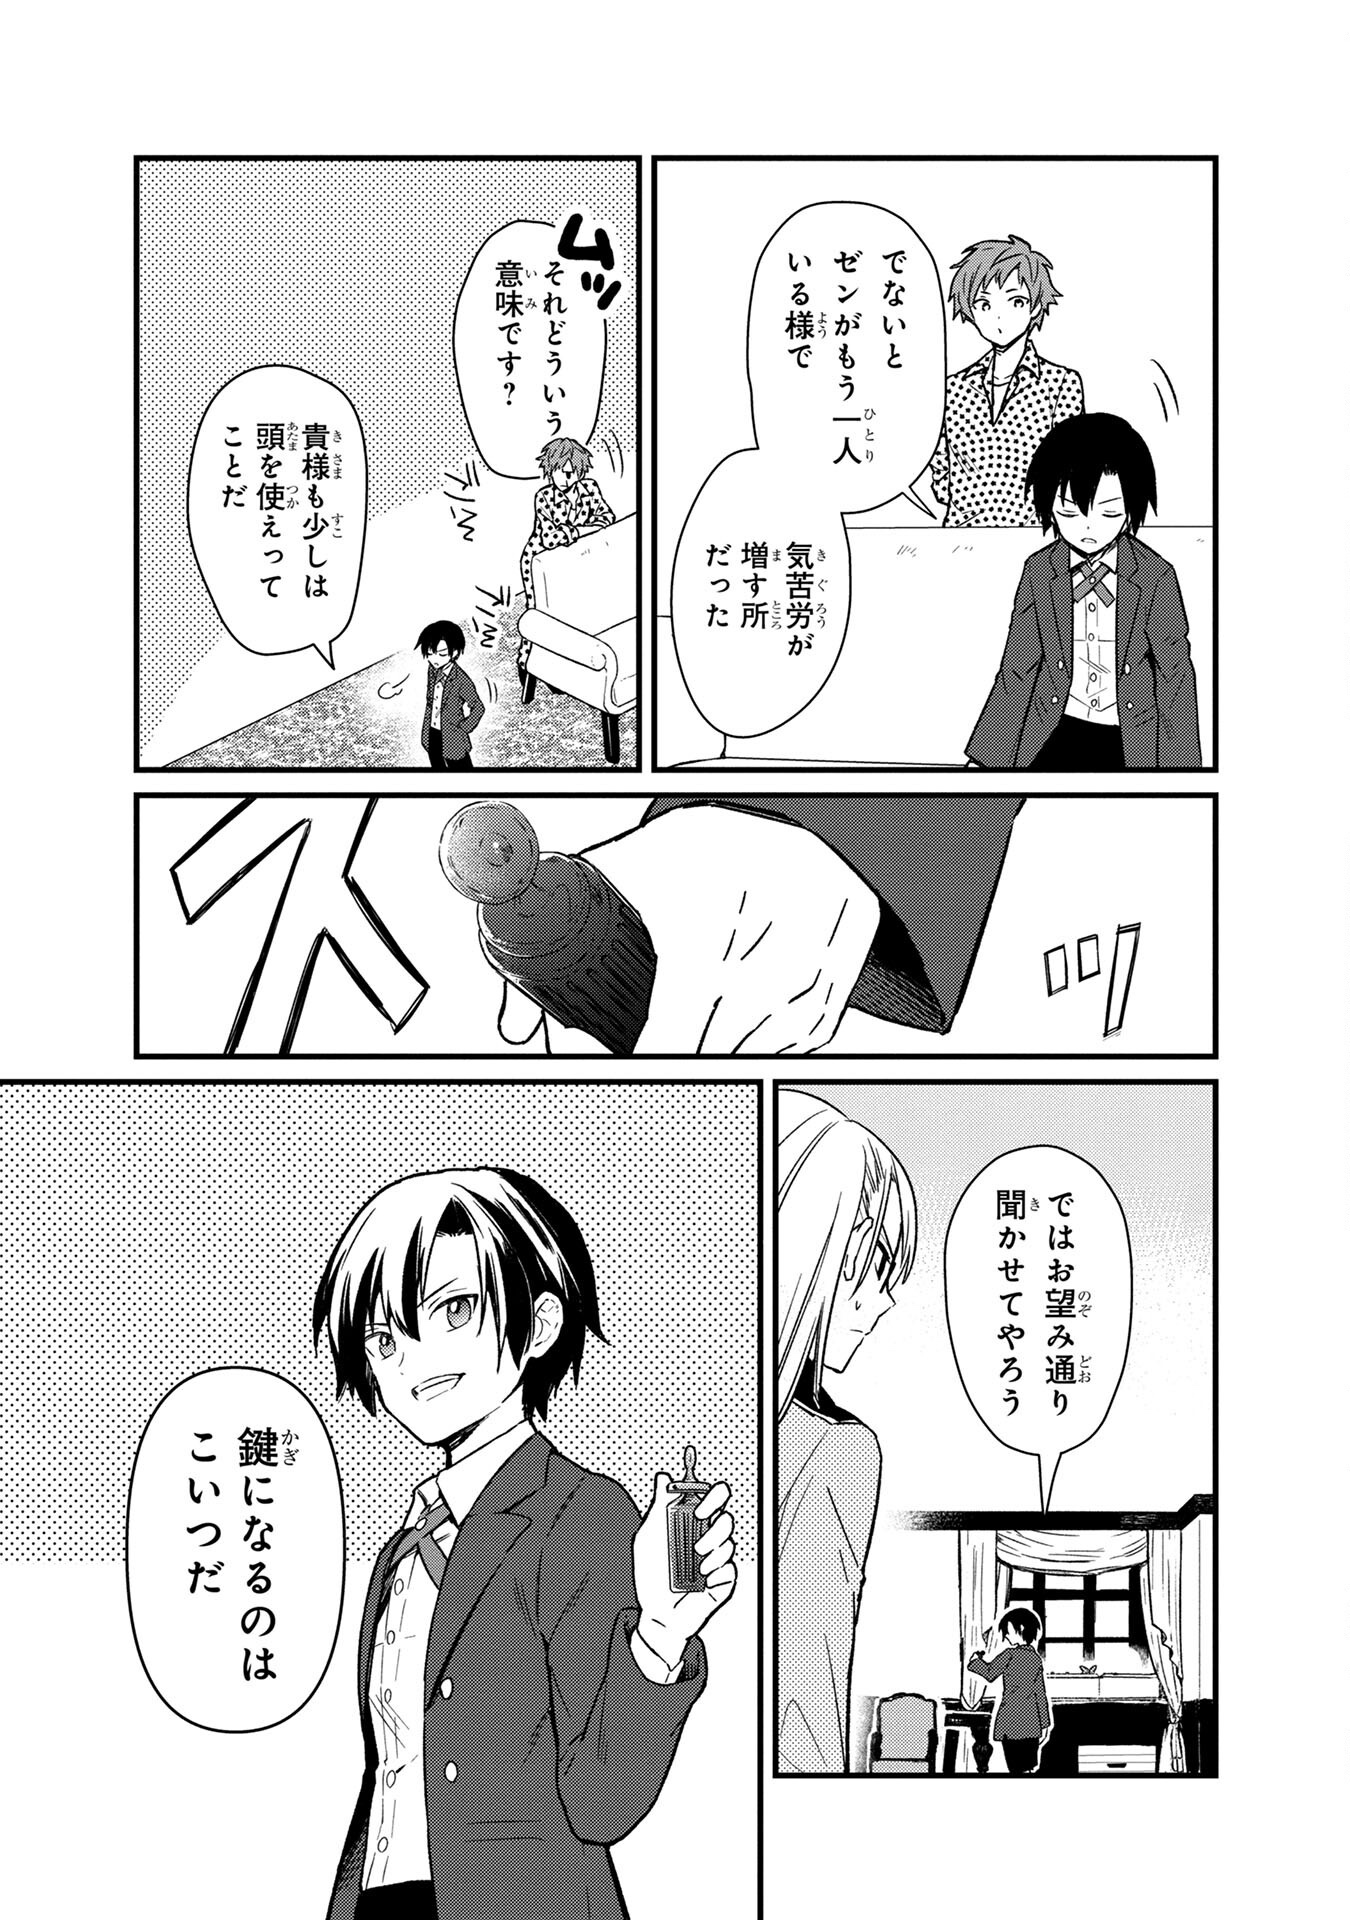 でないと
ゼンがもう一人
いる様で
気苦労が
増す所
だった
ムッ
それどういう
意味です？
貴様も少しは
頭を使えって
ことだ
ズッ
ではお望み通り
聞かせてやろう
鍵になるのは
こいつだ